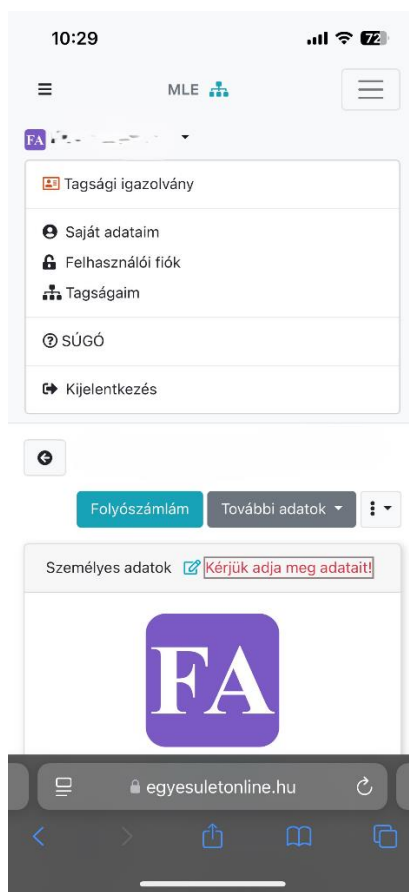 10:29
72
MLE
FA
Tagsági igazolvány
Saját adataim
Felhasználói fiók
Tagságaim
SÚGÓ
Kijelentkezés
Folyószámlám További adatok
Személyes adatok Kérjük adja meg adatait!
FA
egyesuletonline.hu